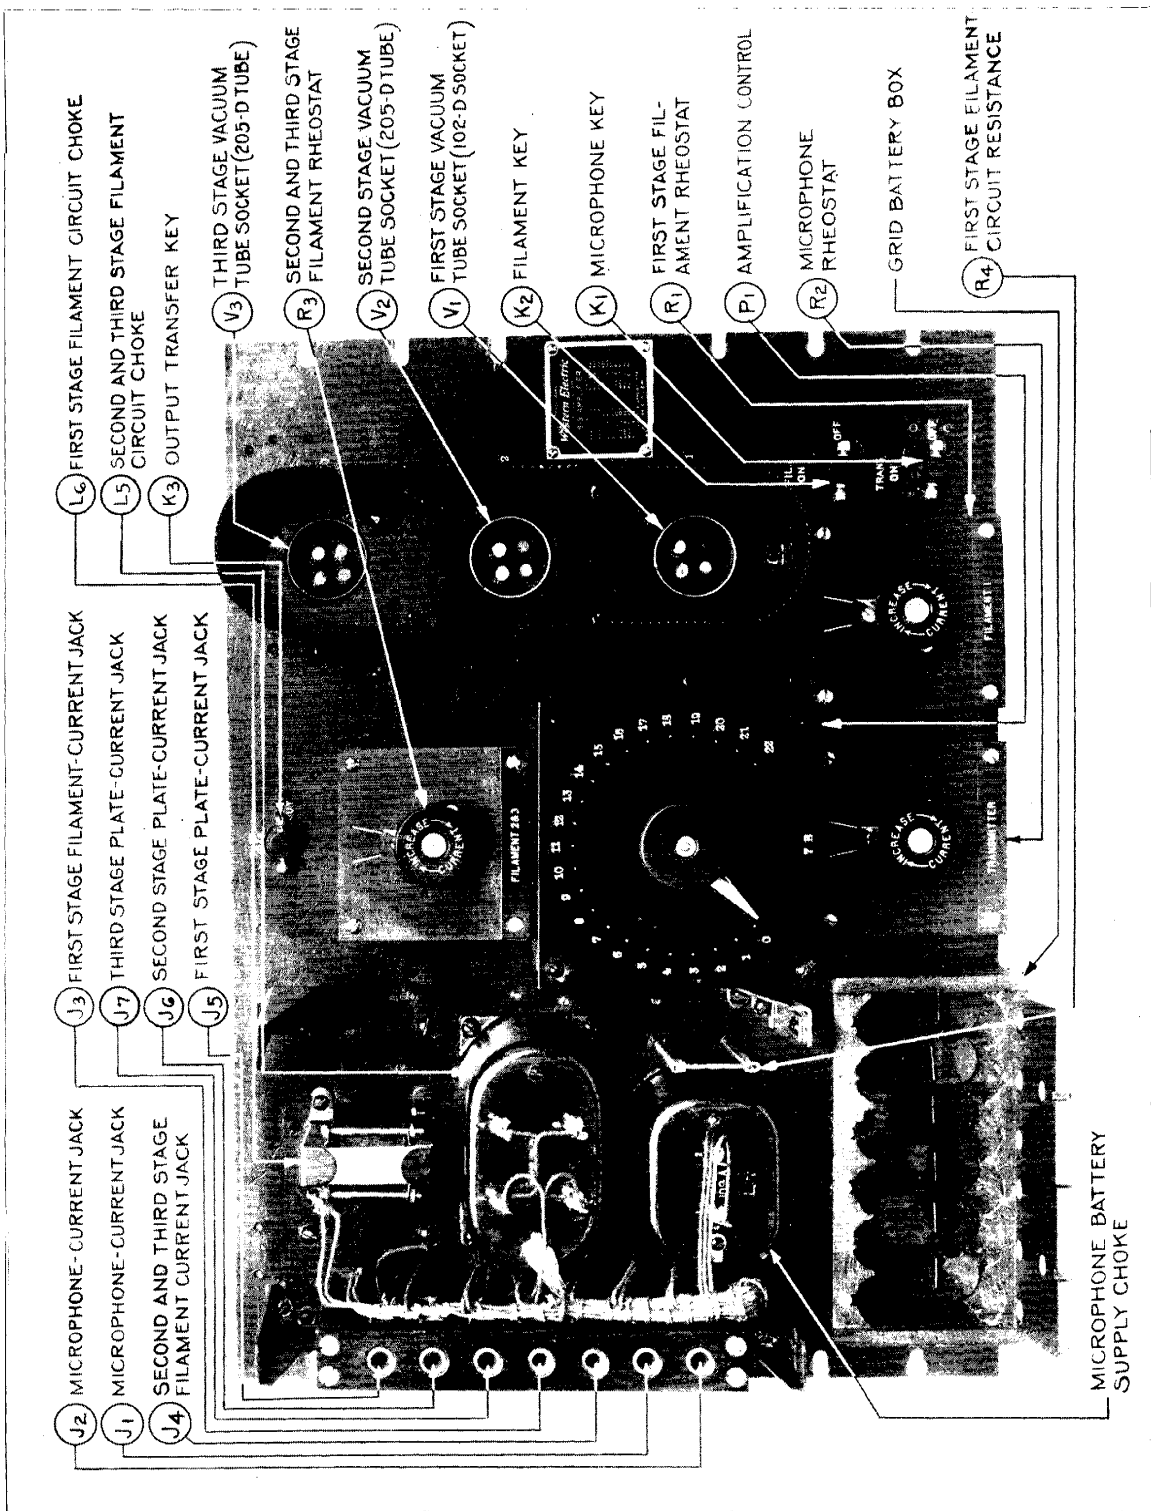 J2 MICROPHONE-CURRENT JACK
J1 MICROPHONE-CURRENT JACK
J4 SECOND AND THIRD STAGE
FILAMENT CURRENT JACK
J3 FIRST STAGE FILAMENT-CURRENT JACK
J7 THIRD STAGE PLATE-CURRENT JACK
J6 SECOND STAGE PLATE-CURRENT JACK
J5 FIRST STAGE PLATE-CURRENT JACK
L6 FIRST STAGE FILAMENT CIRCUIT CHOKE
L5 SECOND AND THIRD STAGE FILAMENT
CIRCUIT CHOKE
K3 OUTPUT TRANSFER KEY
V3 THIRD STAGE VACUUM
TUBE SOCKET (205-D TUBE)
R3 SECOND AND THIRD STAGE
FILAMENT RHEOSTAT
V2 SECOND STAGE VACUUM
TUBE SOCKET (205-D TUBE)
V1 FIRST STAGE VACUUM
TUBE SOCKET (102-D SOCKET)
K2 FILAMENT KEY
K1 MICROPHONE KEY
R1 FIRST STAGE FIL-
AMENT RHEOSTAT
P1 AMPLIFICATION CONTROL
R2 MICROPHONE
RHEOSTAT
GRID BATTERY BOX
R4 FIRST STAGE FILAMENT
CIRCUIT RESISTANCE
MICROPHONE BATTERY
SUPPLY CHOKE
ON
INCREASE
CURRENT
FILAMENT 2&3
0 1 2 3 4 5 6 7 8 9 10 11 12 13 14 15 16 17 18 19 20 21 22
Western Electric
2
1
FIL.
ON
OFF
TRANS.
ON
OFF
INCREASE
CURRENT
FILAMENT 1
INCREASE
CURRENT
TRANSMITTER